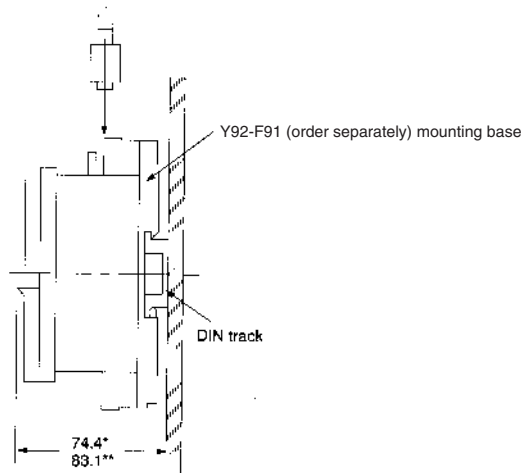 Y92-F91 (order separately) mounting base
DIN track
74.4*
83.1**